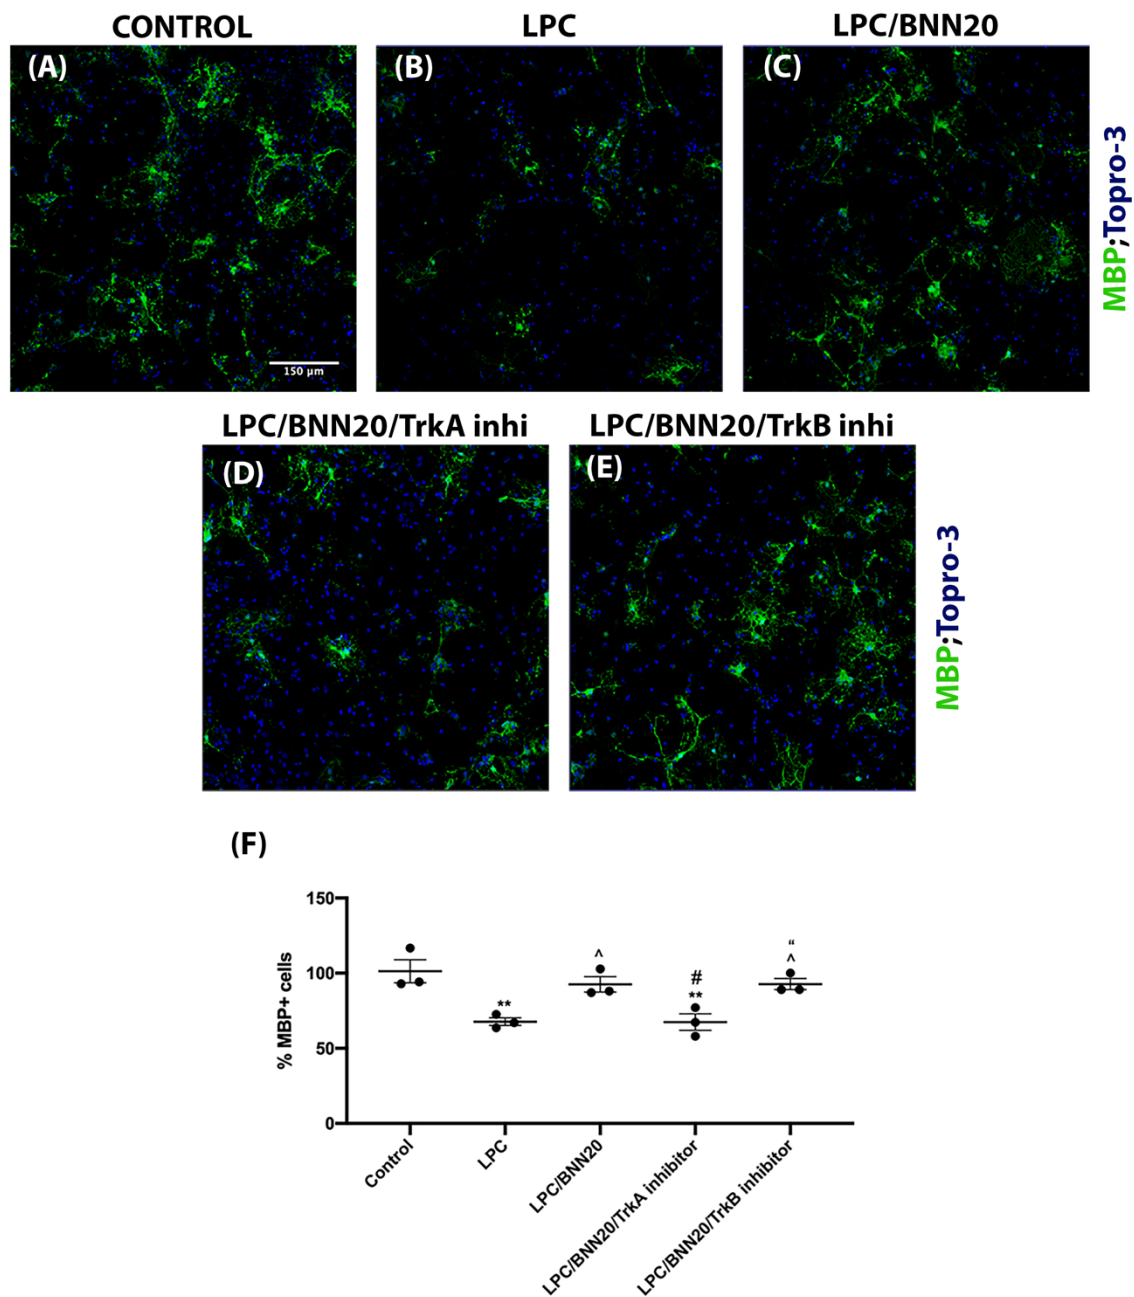 CONTROL
LPC
LPC/BNN20
(A)
(B)
(C)
150 µm
MBP;Topro-3
LPC/BNN20/TrkA inhi
LPC/BNN20/TrkB inhi
(D)
(E)
MBP;Topro-3
(F)
% MBP+ cells
150
100
50
0
**
^
#
**
“
^
Control
LPC
LPC/BNN20
LPC/BNN20/TrkA inhibitor
LPC/BNN20/TrkB inhibitor